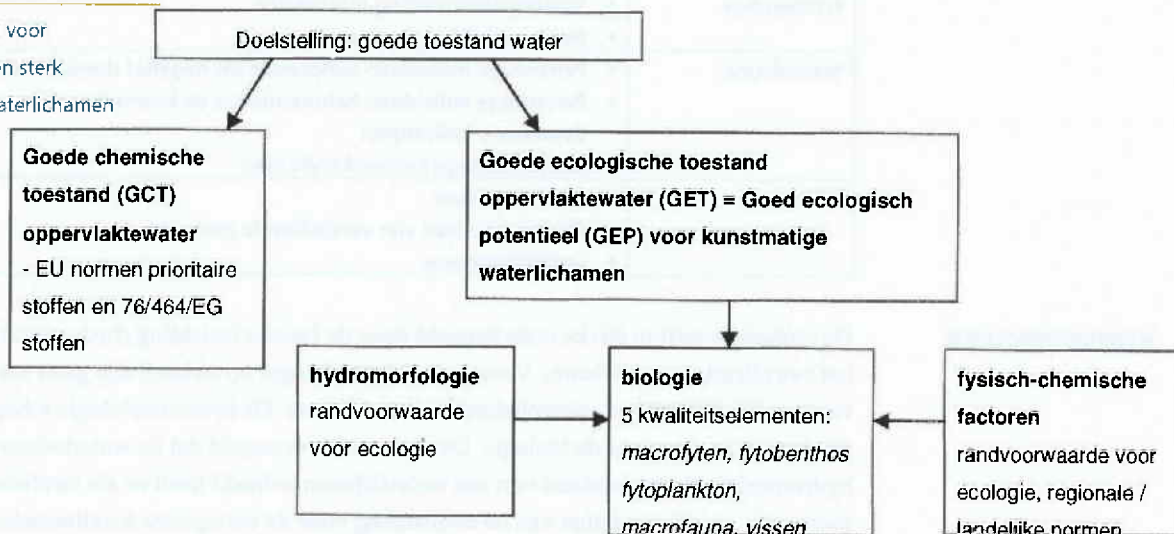 voor
en sterk
aterlichamen
Doelstelling: goede toestand water
Goede chemische
toestand (GCT)
oppervlaktewater
- EU normen prioritaire
stoffen en 76/464/EG
stoffen
Goede ecologische toestand
oppervlaktewater (GET) = Goed ecologisch
potentieel (GEP) voor kunstmatige
waterlichamen
hydromorfologie
randvoorwaarde
voor ecologie
biologie
5 kwaliteitselementen:
macrofyten, fytobenthos
fytoplankton,
macrofauna, vissen
fysisch-chemische
factoren
randvoorwaarde voor
ecologie, regionale /
landelijke normen